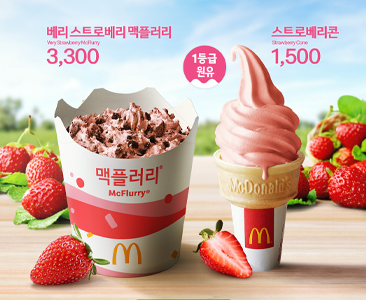 베리 스트로베리 맥플러리
Very Strawberry McFlurry
3,300
1등급
원유
스트로베리콘
Strawberry Cone
1,500
맥플러리®
McFlurry®
McDonald's